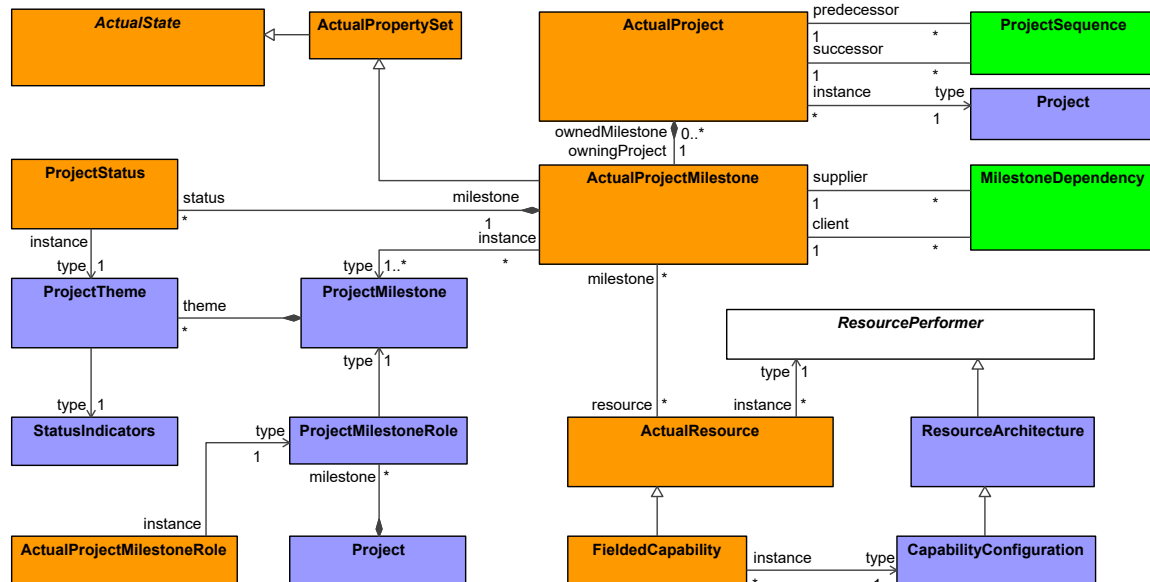 ActualState
ActualPropertySet
ActualProject
predecessor
1
*
successor
1
*
instance
*
type
1
ProjectSequence
Project
ownedMilestone
0..*
owningProject
1
ProjectStatus
status
*
milestone
1
ActualProjectMilestone
supplier
1
*
client
1
*
MilestoneDependency
instance
type
1
instance
*
type
1..*
ProjectTheme
theme
*
ProjectMilestone
milestone
*
ResourcePerformer
type
1
type
1
type
1
resource
*
instance
*
StatusIndicators
type
1
ProjectMilestoneRole
ActualResource
ResourceArchitecture
milestone
*
instance
ActualProjectMilestoneRole
Project
FieldedCapability
instance
*
type
1
CapabilityConfiguration